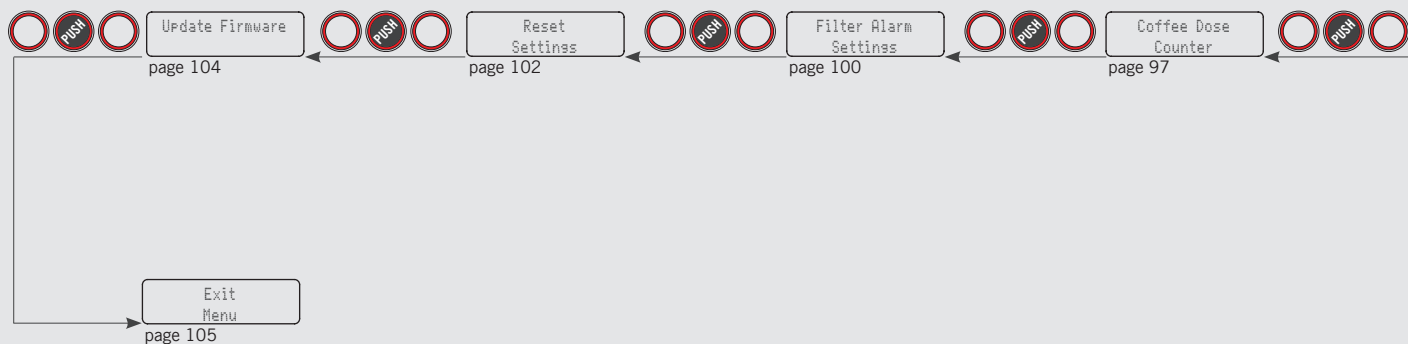 PUSH
Update Firmware
page 104
PUSH
Reset
Settings
page 102
PUSH
Filter Alarm
Settings
page 100
PUSH
Coffee Dose
Counter
page 97
PUSH
Exit
Menu
page 105